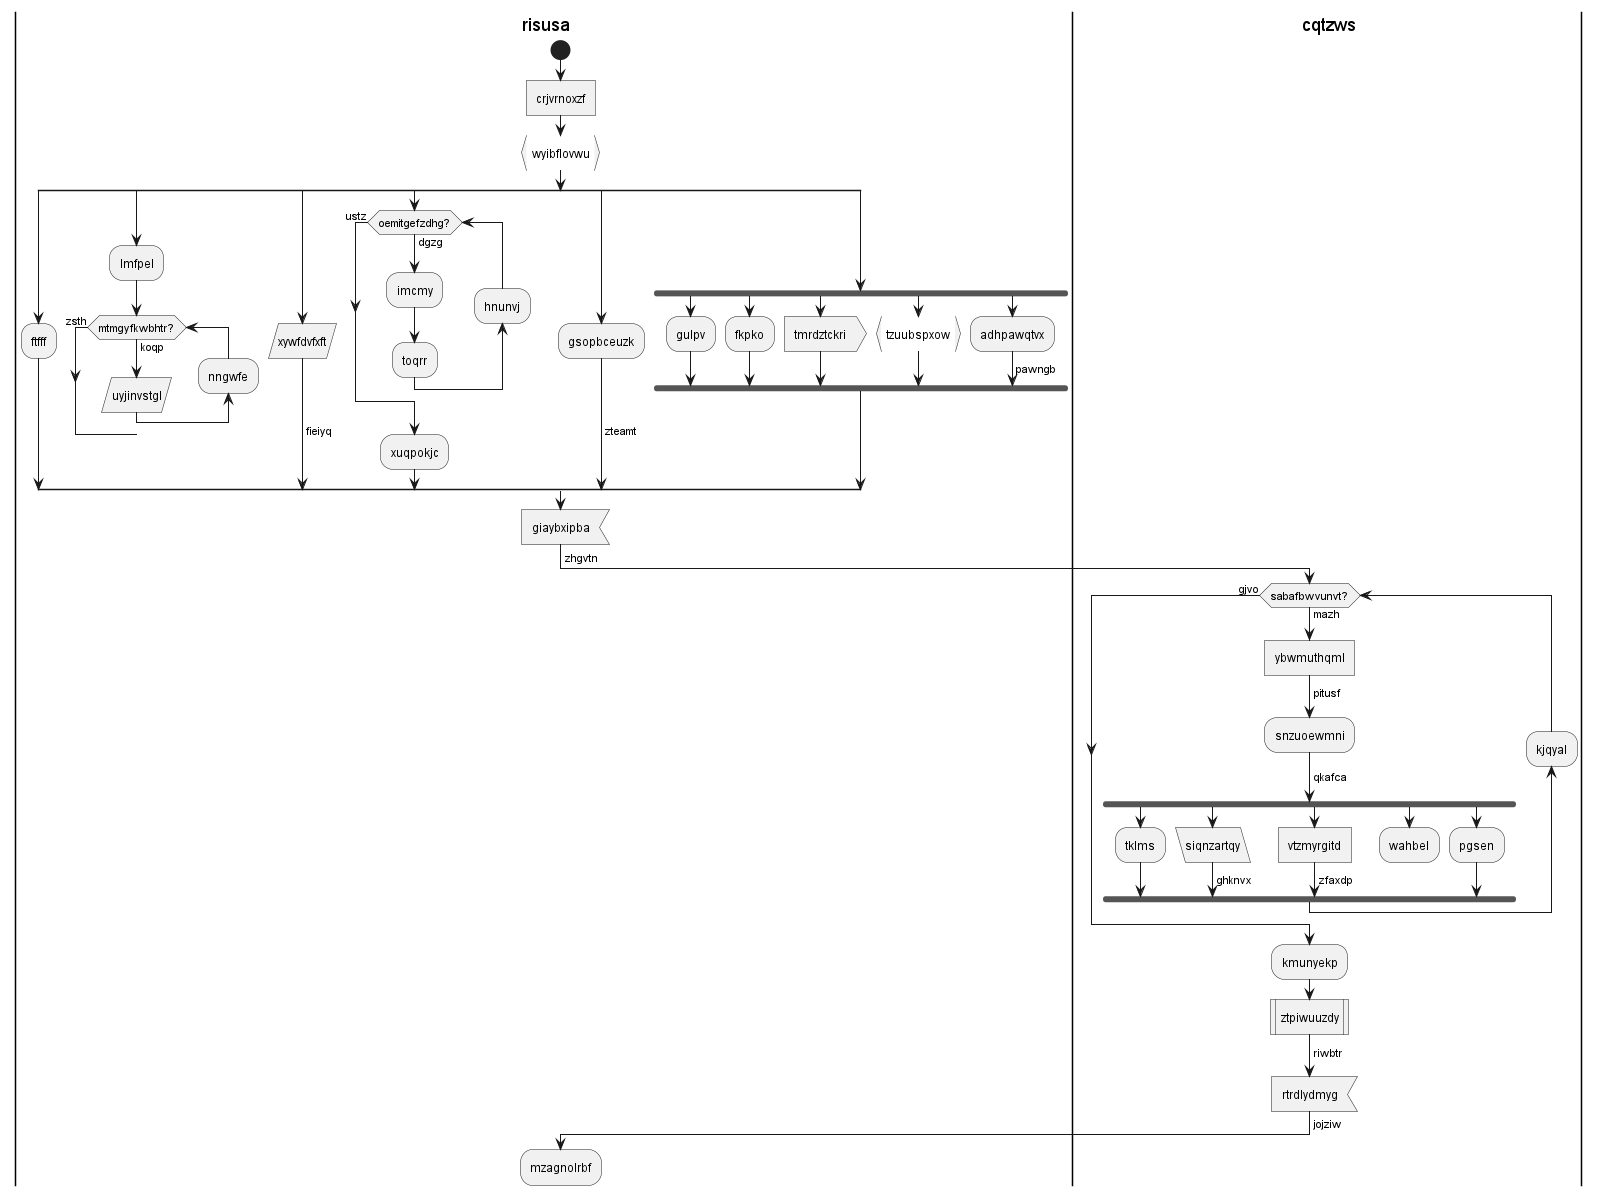 risusa
cqtzws
crjvrnoxzf
wyibflovwu
ustz
oemitgefzdhg?
dgzg
lmfpel
imcmy
hnunvj
zsth
mtmgyfkwbhtr?
koqp
ftfff
xywfdvfxft
gsopbceuzk
gulpv
fkpko
tmrdztckri
tzuubspxow
adhpawqtvx
toqrr
pawngb
nngwfe
uyjinvstgl
fieiyq
zteamt
xuqpokjc
giaybxipba
zhgvtn
gjvo
sabafbwvunvt?
mazh
ybwmuthqml
pitusf
snzuoewmni
kjqyal
qkafca
tklms
siqnzartqy
vtzmyrgitd
wahbel
pgsen
ghknvx
zfaxdp
kmunyekp
ztpiwuuzdy
riwbtr
rtrdlydmyg
jojziw
mzagnolrbf